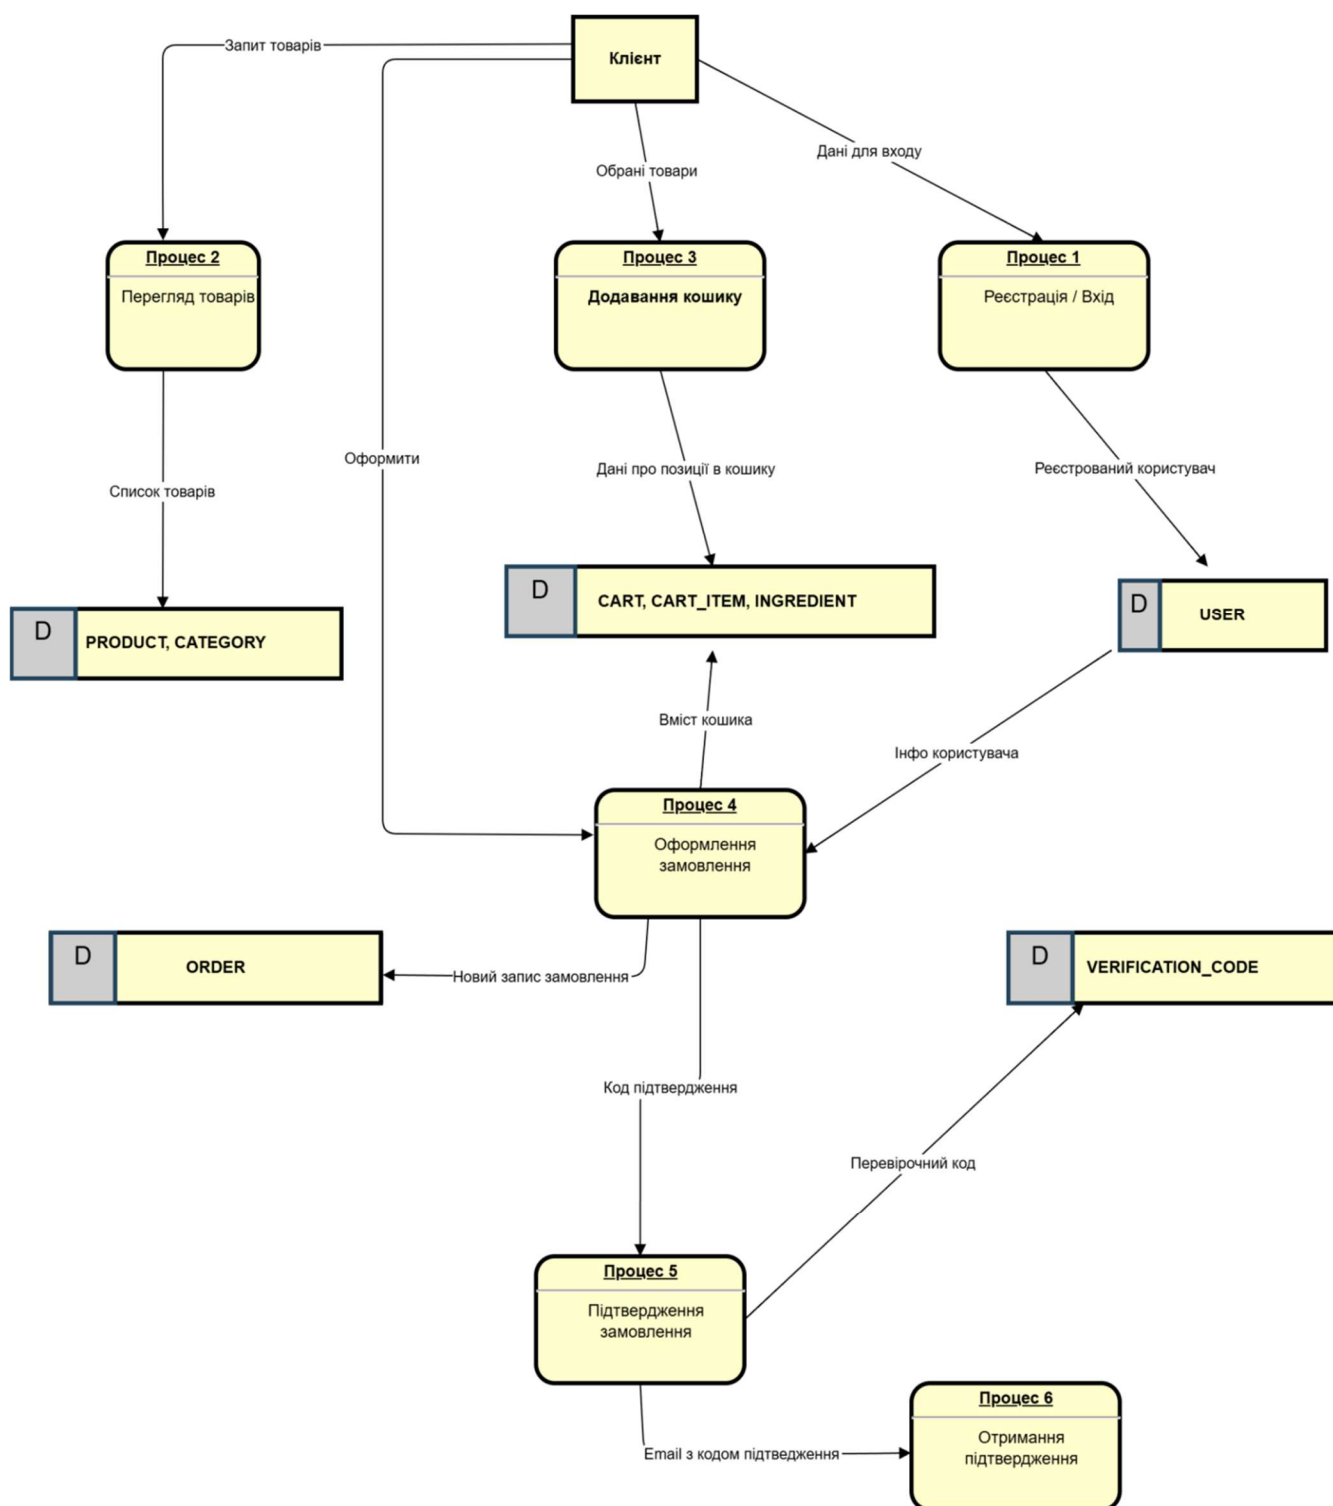 Запит товарів
Клієнт
Дані для входу
Обрані товари
Процес 2
Перегляд товарів
Процес 3
Додавання кошику
Процес 1
Реєстрація / Вхід
Оформити
Дані про позиції в кошику
Реєстрований користувач
Список товарів
D
CART, CART_ITEM, INGREDIENT
D
USER
D
PRODUCT, CATEGORY
Вміст кошика
Інфо користувача
Процес 4
Оформлення
замовлення
D
ORDER
Новий запис замовлення
D
VERIFICATION_CODE
Код підтвердження
Перевірочний код
Процес 5
Підтвердження
замовлення
Процес 6
Отримання
підтвердження
Email з кодом підтведження